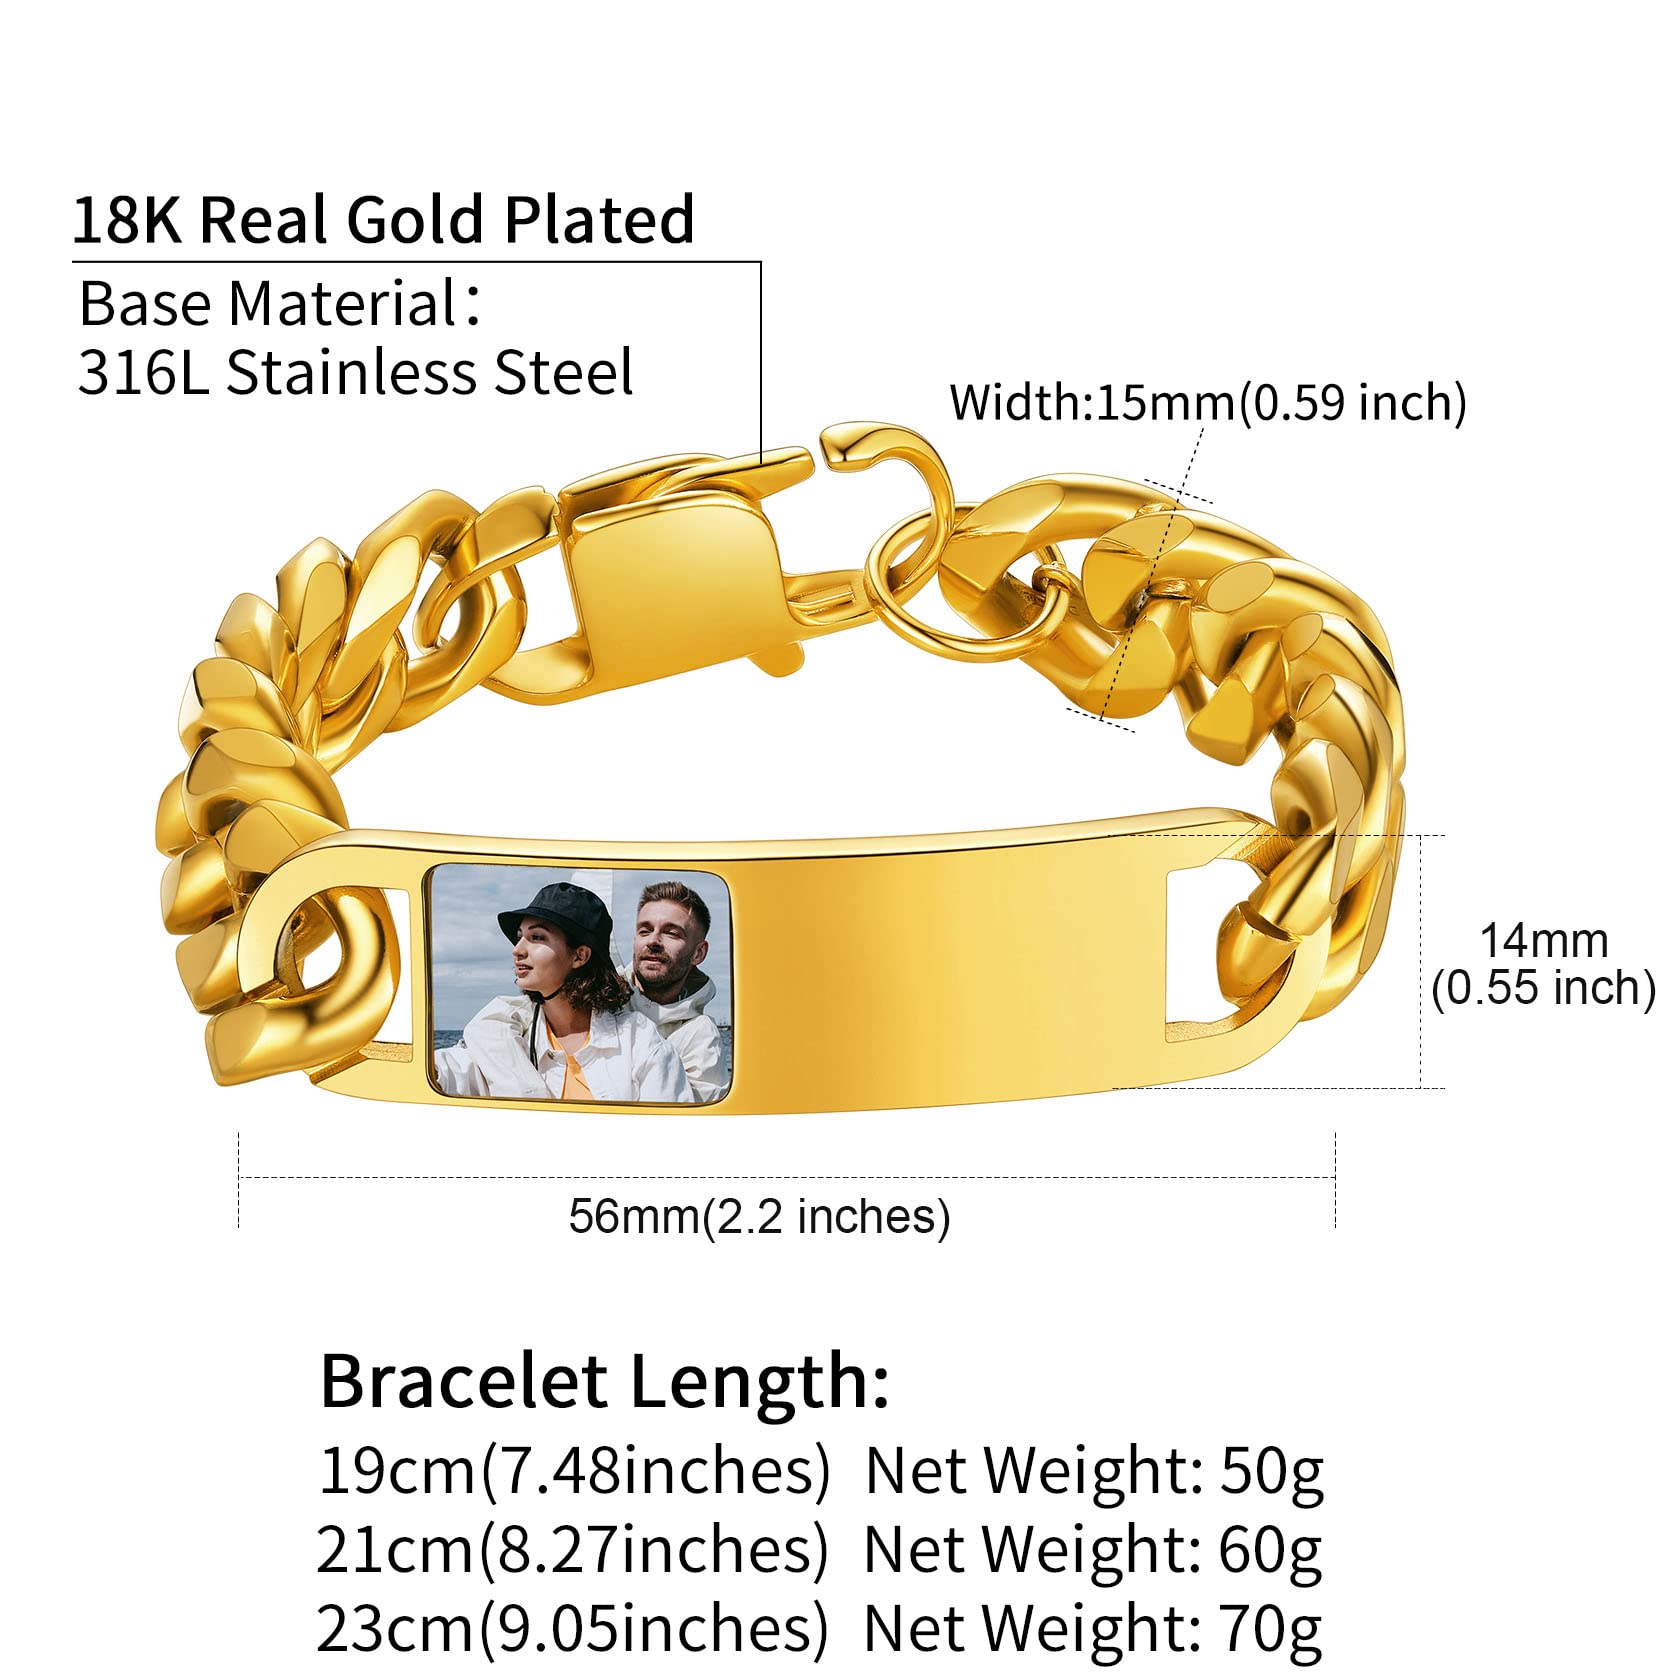 18K Real Gold Plated
Base Material：
316L Stainless Steel
Width:15mm(0.59 inch)
14mm
(0.55 inch)
56mm(2.2 inches)
Bracelet Length:
19cm(7.48inches) Net Weight: 50g
21cm(8.27inches) Net Weight: 60g
23cm(9.05inches) Net Weight: 70g